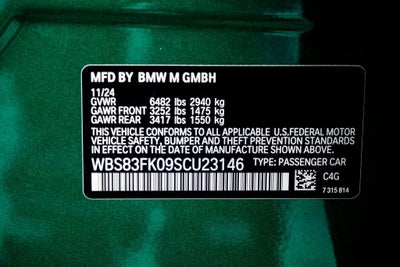 MFD BY BMW M GMBH
11/24
GVWR 6482 lbs 2940 kg
GAWR FRONT 3252 lbs 1475 kg
GAWR REAR 3417 lbs 1550 kg
THIS VEHICLE CONFORMS TO ALL APPLICABLE U.S.FEDERAL MOTOR
VEHICLE SAFETY, BUMPER AND THEFT PREVENTION STANDARDS
IN EFFECT ON THE DATE OF MANUFACTURE SHOWN ABOVE.
WBS83FK09SCU23146 TYPE: PASSENGER CAR
C4G
7 315 814